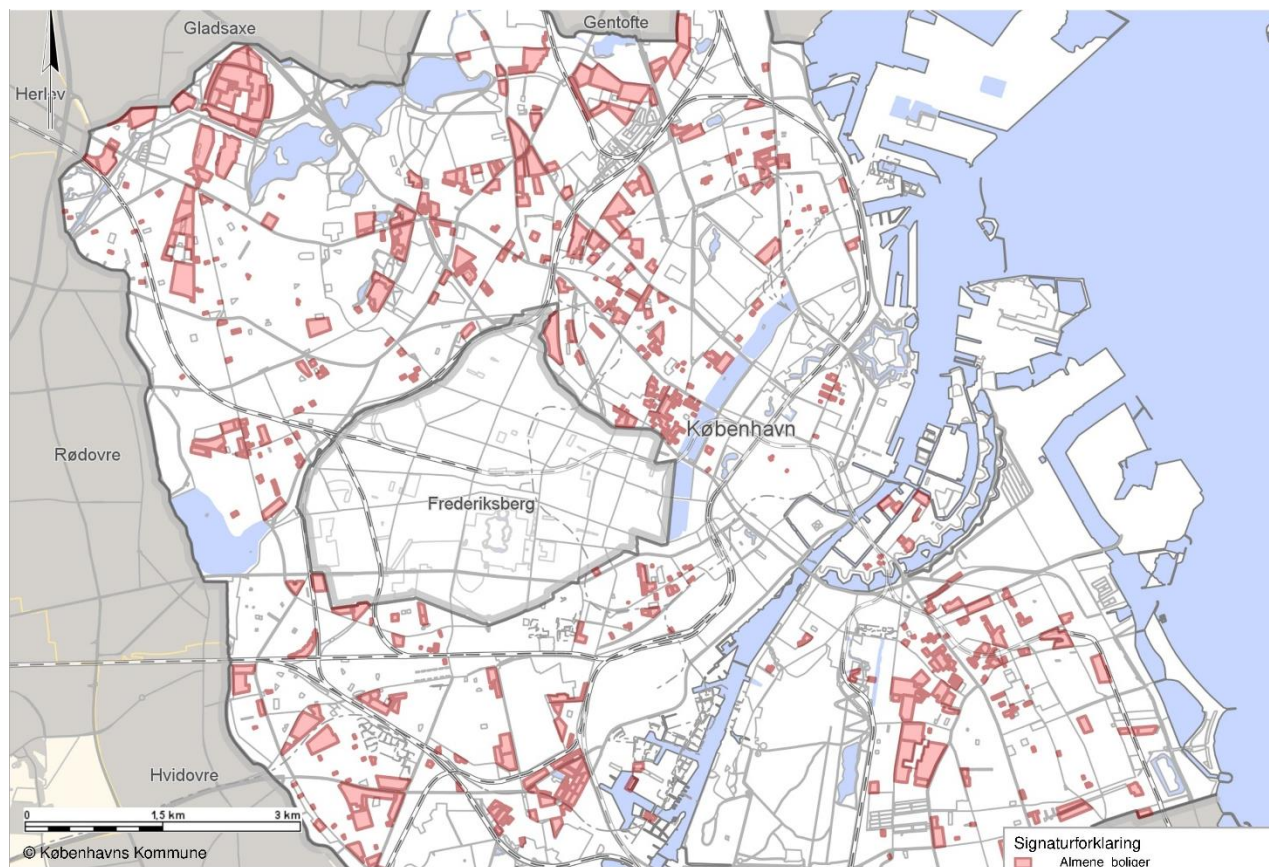 Gladsaxe
Gentofte
Herlev
København
Rødovre
Frederiksberg
Hvidovre
0 1,5 km 3 km
© Københavns Kommune
Signaturforklaring
Almene boliger